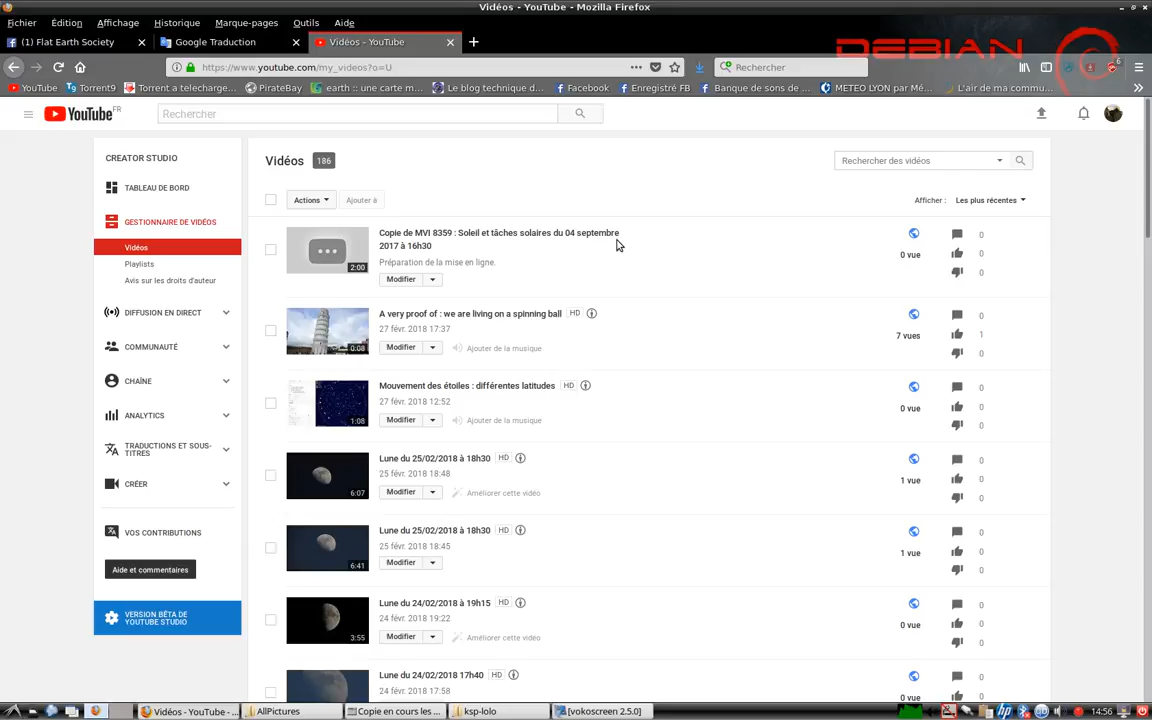 Vidéos - YouTube - Mozilla Firefox
Fichier Édition Affichage Historique Marque-pages Outils Aide
(1) Flat Earth Society
Google Traduction
Vidéos - YouTube
DEBIAN
https://www.youtube.com/my_videos?o=U
Rechercher
6
YouTube
Torrent9
Torrent a telecharge...
PirateBay
earth :: une carte m...
Le blog technique d...
Facebook
Enregistré FB
Banque de sons de ...
METEO LYON par Mé...
L'air de ma commu...
YouTube FR
Rechercher
CREATOR STUDIO
TABLEAU DE BORD
GESTIONNAIRE DE VIDÉOS
Vidéos
Playlists
Avis sur les droits d'auteur
DIFFUSION EN DIRECT
COMMUNAUTÉ
CHAÎNE
ANALYTICS
TRADUCTIONS ET SOUS-
TITRES
CRÉER
VOS CONTRIBUTIONS
Aide et commentaires
VERSION BÊTA DE
YOUTUBE STUDIO
Vidéos 186
Rechercher des vidéos
Actions
Ajouter à
Afficher : Les plus récentes
2:00
Copie de MVI 8359 : Soleil et tâches solaires du 04 septembre
2017 à 16h30
Préparation de la mise en ligne.
Modifier
0 vue
0
0
0
0:08
A very proof of : we are living on a spinning ball HD
27 févr. 2018 17:37
Modifier Ajouter de la musique
7 vues
0
1
0
1:08
Mouvement des étoiles : différentes latitudes HD
27 févr. 2018 12:52
Modifier Ajouter de la musique
0 vue
0
0
0
6:07
Lune du 25/02/2018 à 18h30 HD
25 févr. 2018 18:48
Modifier Améliorer cette vidéo
1 vue
0
0
0
6:41
Lune du 25/02/2018 à 18h30 HD
25 févr. 2018 18:45
Modifier
1 vue
0
0
0
3:55
Lune du 24/02/2018 à 19h15 HD
24 févr. 2018 19:22
Modifier Améliorer cette vidéo
0 vue
0
0
0
Lune du 24/02/2018 17h40 HD
24 févr. 2018 17:58
0 vue
0
0
Vidéos - YouTube - ...
AllPictures
Copie en cours les ...
ksp-lolo
[vokoscreen 2.5.0]
14:56